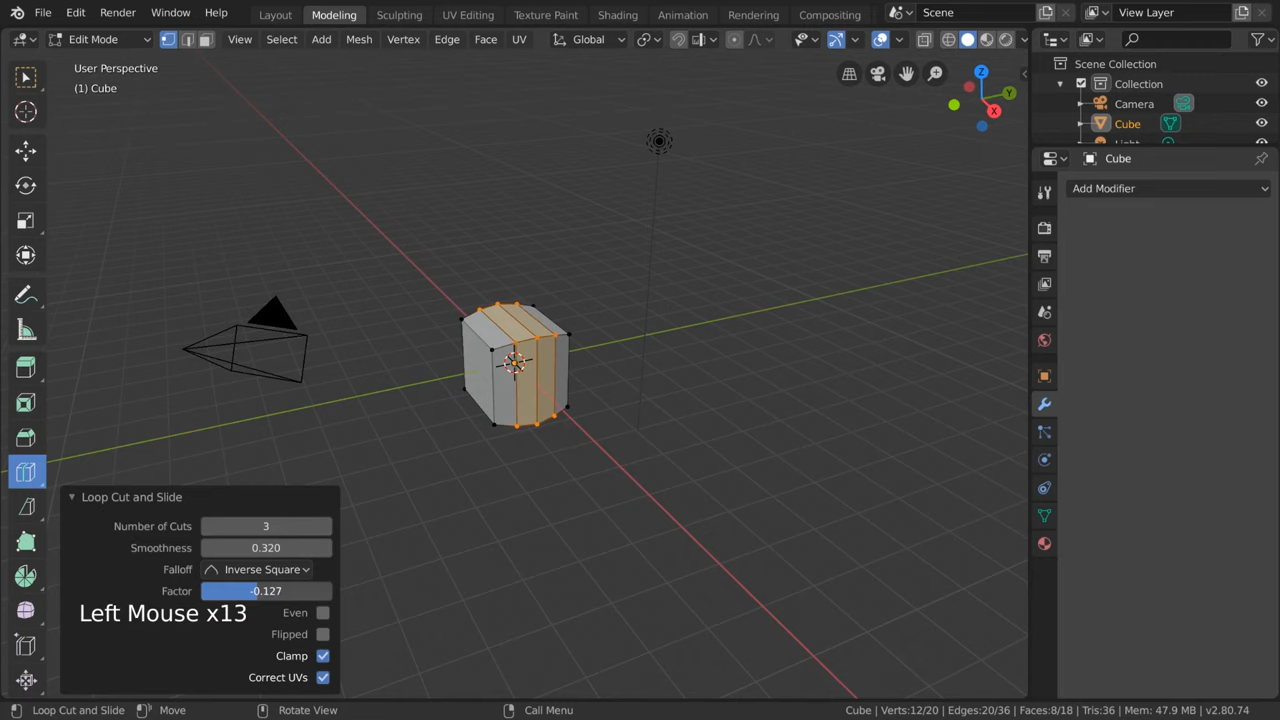 File Edit Render Window Help Layout Modeling Sculpting UV Editing Texture Paint Shading Animation Rendering Compositing Scene View Layer
Edit Mode View Select Add Mesh Vertex Edge Face UV Global
User Perspective
(1) Cube
Z
Y
X
Scene Collection
Collection
Camera
Cube
Cube
Add Modifier
Loop Cut and Slide
Number of Cuts 3
Smoothness 0.320
Falloff Inverse Square
Factor -0.127
Left Mouse x13
Even
Flipped
Clamp
Correct UVs
Loop Cut and Slide Move Rotate View Call Menu Cube | Verts:12/20 | Edges:20/36 | Faces:8/18 | Tris:36 | Mem: 47.9 MB | v2.80.74